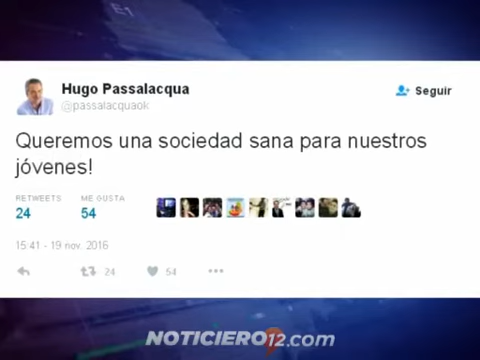 E1
Hugo Passalacqua
@passalacquaok
Seguir
Queremos una sociedad sana para nuestros
jóvenes!
RETWEETS
24
ME GUSTA
54
15:41 - 19 nov. 2016
24
54
NOTICIERO12.com